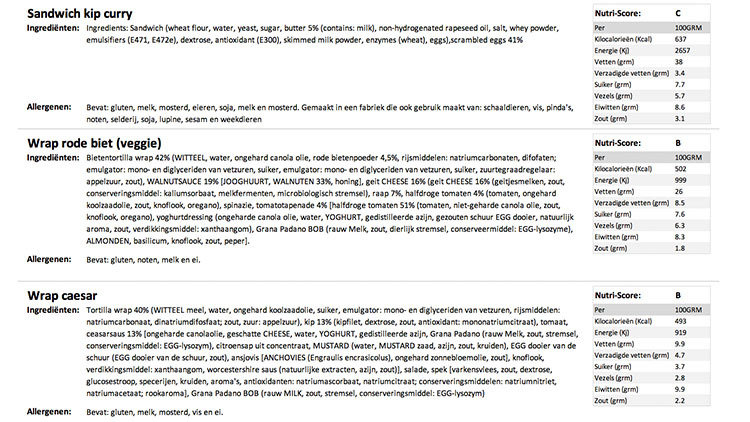 Sandwich kip curry
Ingrediënten: Ingredients: Sandwich (wheat flour, water, yeast, sugar, butter 5% (contains: milk), non-hydrogenated rapeseed oil, salt, whey powder,
emulsifiers (E471, E472e), dextrose, antioxidant (E300), skimmed milk powder, enzymes (wheat), eggs),scrambled eggs 41%
Allergenen: Bevat: gluten, melk, mosterd, eieren, soja, melk en mosterd. Gemaakt in een fabriek die ook gebruik maakt van: schaaldieren, vis, pinda's,
noten, selderij, soja, lupine, sesam en weekdieren
Nutri-Score: C
Per 100GRM
Kilocalorieën (Kcal) 637
Energie (Kj) 2657
Vetten (grm) 38
Verzadigde vetten (grm) 3.4
Suiker (grm) 7.7
Vezels (grm) 5.7
Eiwitten (grm) 8.6
Zout (grm) 3.1
Wrap rode biet (veggie)
Ingrediënten: Bietentortilla wrap 42% (WITTEEL, water, ongehard canola olie, rode bietenpoeder 4,5%, rijsmiddelen: natriumcarbonaten, difofaten;
emulgator: mono- en diglyceriden van vetzuren, suiker, emulgator: mono- en diglyceriden van vetzuren, suiker, zuurtegraadregelaar:
appelzuur, zout), WALNUTSAUCE 19% [JOOGHUURT, WALNUTEN 33%, honing], geit CHEESE 16% (geit CHEESE 16% (geitjesmelken, zout,
conserveringsmiddel: kaliumsorbaat, melkfermenten, microbiologisch stremsel), raap 7%, halfdroge tomaten 4% (tomaten, ongehard
koolzaadolie, zout, knoflook, oregano), spinazie, tomatotapenade 4% [halfdroge tomaten 51% (tomaten, niet-geharde canola olie, zout,
knoflook, oregano), yoghurtdressing (ongeharde canola olie, water, YOGHURT, gedistilleerde azijn, gezouten schuur EGG dooier, natuurlijk
aroma, zout, verdikkingsmiddel: xanthaangom), Grana Padano BOB (rauw Melk, zout, dierlijk stremsel, conserveermiddel: EGG-lysozyme),
ALMONDEN, basilicum, knoflook, zout, peper].
Allergenen: Bevat: gluten, noten, melk en ei.
Nutri-Score: B
Per 100GRM
Kilocalorieën (Kcal) 502
Energie (Kj) 999
Vetten (grm) 26
Verzadigde vetten (grm) 8.5
Suiker (grm) 7.6
Vezels (grm) 6.3
Eiwitten (grm) 8.3
Zout (grm) 1.8
Wrap caesar
Ingrediënten: Tortilla wrap 40% (WITTEEL meel, water, ongehard koolzaadolie, suiker, emulgator: mono- en diglyceriden van vetzuren, rijsmiddelen:
natriumcarbonaat, dinatriumdifosfaat; zout, zuur: appelzuur), kip 13% (kipfilet, dextrose, zout, antioxidant: mononatriumcitraat), tomaat,
ceasarsaus 13% [ongeharde canolaolie, geschatte CHEESE, water, YOGHURT, gedistilleerde azijn, Grana Padano (rauw Melk, zout, stremsel,
conserveringsmiddel: EGG-lysozym), citroensap uit concentraat, MUSTARD (water, MUSTARD zaad, azijn, zout, kruiden), EGG dooier van de
schuur (EGG dooier van de schuur, zout), ansjovis [ANCHOVIES (Engraulis encrasicolus), ongehard zonnebloemolie, zout], knoflook,
verdikkingsmiddel: xanthaangom, worcestershire saus (natuurlijke extracten, azijn, zout)], salade, spek [varkensvlees, zout, dextrose,
glucosestroop, specerijen, kruiden, aroma's, antioxidanten: natriumascorbaat, natriumcitraat; conserveringsmiddelen: natriumnitriet,
natriumacetaat; rookaroma], Grana Padano BOB (rauw MILK, zout, stremsel, conserveringsmiddel: EGG-lysozym)
Allergenen: Bevat: gluten, melk, mosterd, vis en ei.
Nutri-Score: B
Per 100GRM
Kilocalorieën (Kcal) 493
Energie (Kj) 919
Vetten (grm) 9.9
Verzadigde vetten (grm) 4.7
Suiker (grm) 3.7
Vezels (grm) 2.8
Eiwitten (grm) 9.9
Zout (grm) 2.2